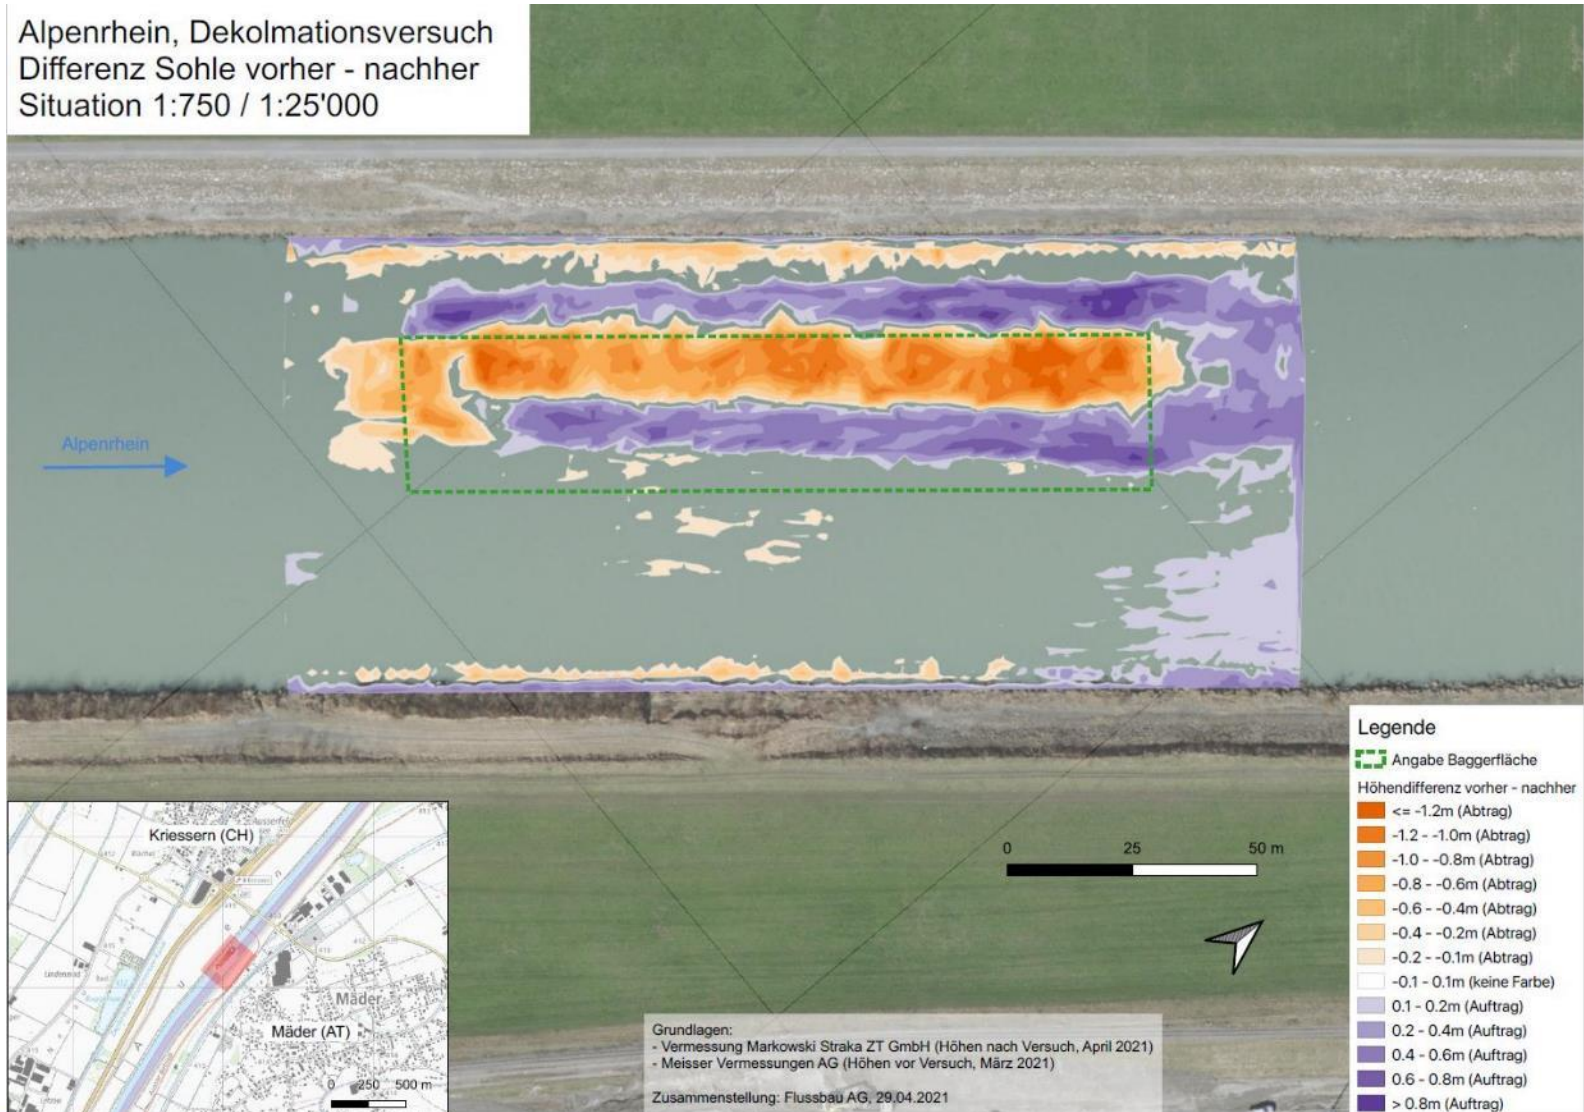 Alpenrhein, Dekolmationsversuch
Differenz Sohle vorher - nachher
Situation 1:750 / 1:25'000
Alpenrhein
Legende
Angabe Baggerfläche
Höhendifferenz vorher - nachher
<= -1.2m (Abtrag)
-1.2 - -1.0m (Abtrag)
-1.0 - -0.8m (Abtrag)
-0.8 - -0.6m (Abtrag)
-0.6 - -0.4m (Abtrag)
-0.4 - -0.2m (Abtrag)
-0.2 - -0.1m (Abtrag)
-0.1 - 0.1m (keine Farbe)
0.1 - 0.2m (Auftrag)
0.2 - 0.4m (Auftrag)
0.4 - 0.6m (Auftrag)
0.6 - 0.8m (Auftrag)
> 0.8m (Auftrag)
0 25 50 m
Kriessern (CH)
Mäder
Mäder (AT)
0 250 500 m
Grundlagen:
- Vermessung Markowski Straka ZT GmbH (Höhen nach Versuch, April 2021)
- Meisser Vermessungen AG (Höhen vor Versuch, März 2021)
Zusammenstellung: Flussbau AG, 29.04.2021